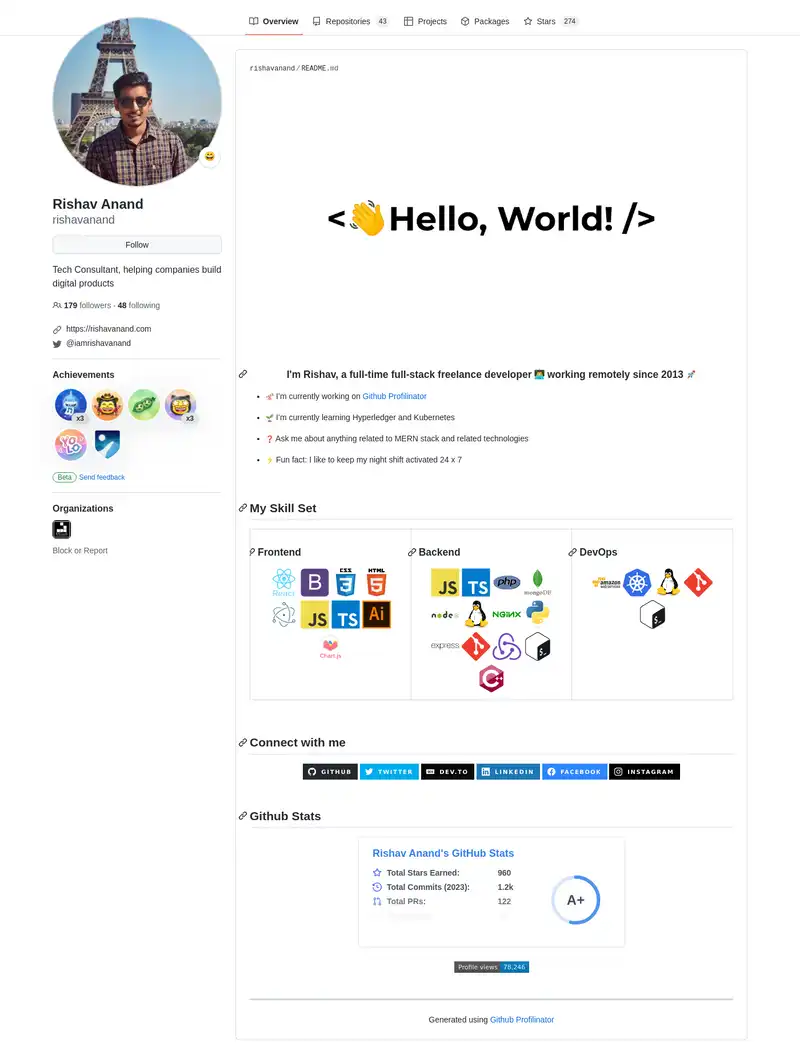 Overview
Repositories 43
Projects
Packages
Stars 274
Rishav Anand
rishavanand
Follow
Tech Consultant, helping companies build
digital products
179 followers · 48 following
https://rishavanand.com
@iamrishavanand
Achievements
x3
x3
YOLO
Beta Send feedback
Organizations
Block or Report
rishavanand/README.md
<👋Hello, World! />
I'm Rishav, a full-time full-stack freelance developer 👨‍💻 working remotely since 2013 🚀
🔭 I'm currently working on Github Profilinator
🌱 I'm currently learning Hyperledger and Kubernetes
❓ Ask me about anything related to MERN stack and related technologies
⚡ Fun fact: I like to keep my night shift activated 24 x 7
My Skill Set
Frontend
React
B
CSS
3
HTML
5
JS
TS
Ai
Chart.js
Backend
JS
TS
php
mongoDB
node
NGINX
express
C++
DevOps
amazon
Connect with me
GITHUB
TWITTER
DEV.TO
LINKEDIN
FACEBOOK
INSTAGRAM
Github Stats
Rishav Anand's GitHub Stats
Total Stars Earned: 960
Total Commits (2023): 1.2k
Total PRs: 122
A+
Profile views 78,246
Generated using Github Profilinator